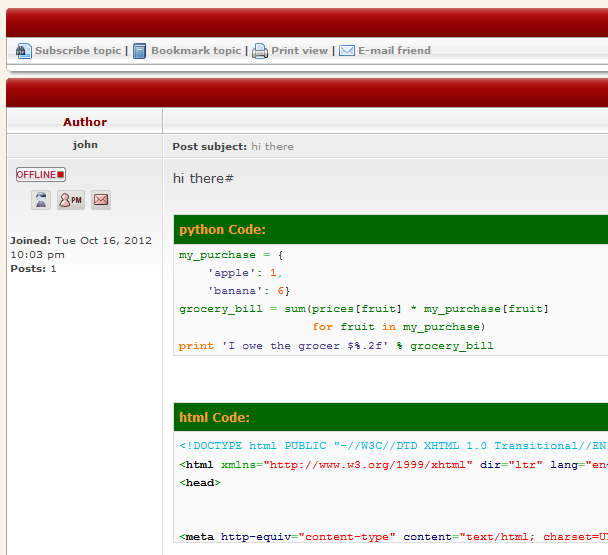 Subscribe topic | Bookmark topic | Print view | E-mail friend
Author
john
Post subject: hi there
OFFLINE
PM
hi there#
Joined: Tue Oct 16, 2012
10:03 pm
Posts: 1
python Code:
my_purchase = {
    'apple': 1,
    'banana': 6}
grocery_bill = sum(prices[fruit] * my_purchase[fruit]
                   for fruit in my_purchase)
print 'I owe the grocer $%.2f' % grocery_bill
html Code:
<!DOCTYPE html PUBLIC "-//W3C//DTD XHTML 1.0 Transitional//EN
<html xmlns="http://www.w3.org/1999/xhtml" dir="ltr" lang="en-
<head>
<meta http-equiv="content-type" content="text/html; charset=U